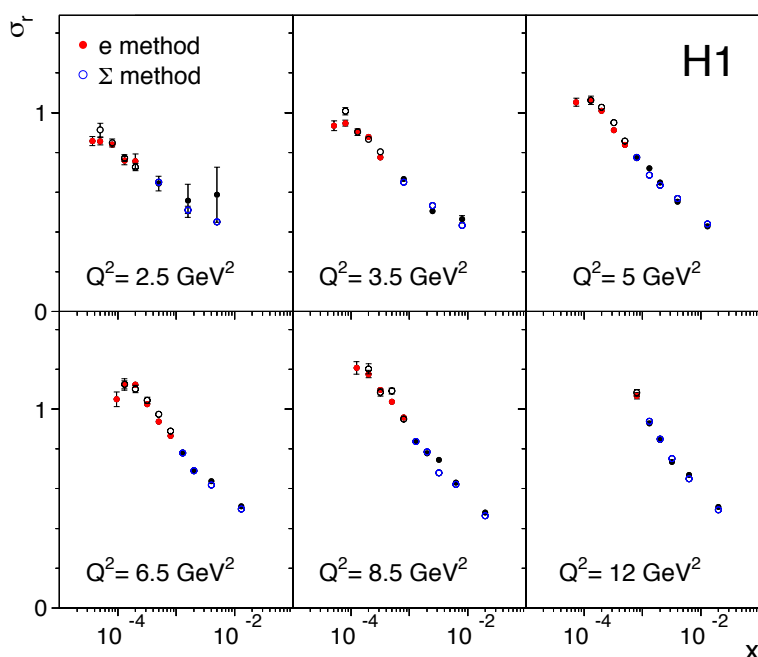 σr
e method
Σ method
H1
1
Q²= 2.5 GeV²
Q²= 3.5 GeV²
Q²= 5 GeV²
0
1
Q²= 6.5 GeV²
Q²= 8.5 GeV²
Q²= 12 GeV²
0
10⁻⁴ 10⁻² 10⁻⁴ 10⁻² 10⁻⁴ 10⁻²
x